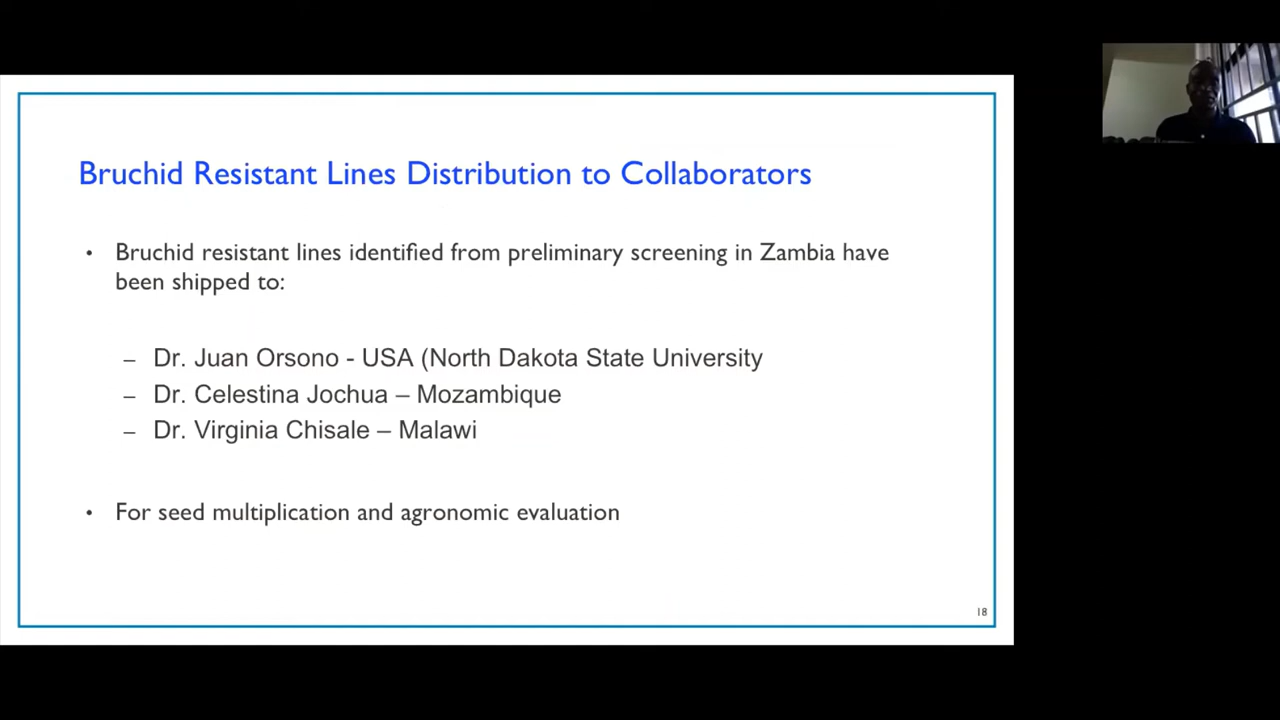 Bruchid Resistant Lines Distribution to Collaborators
• Bruchid resistant lines identified from preliminary screening in Zambia have
been shipped to:
– Dr. Juan Orsono - USA (North Dakota State University
– Dr. Celestina Jochua – Mozambique
– Dr. Virginia Chisale – Malawi
• For seed multiplication and agronomic evaluation
18